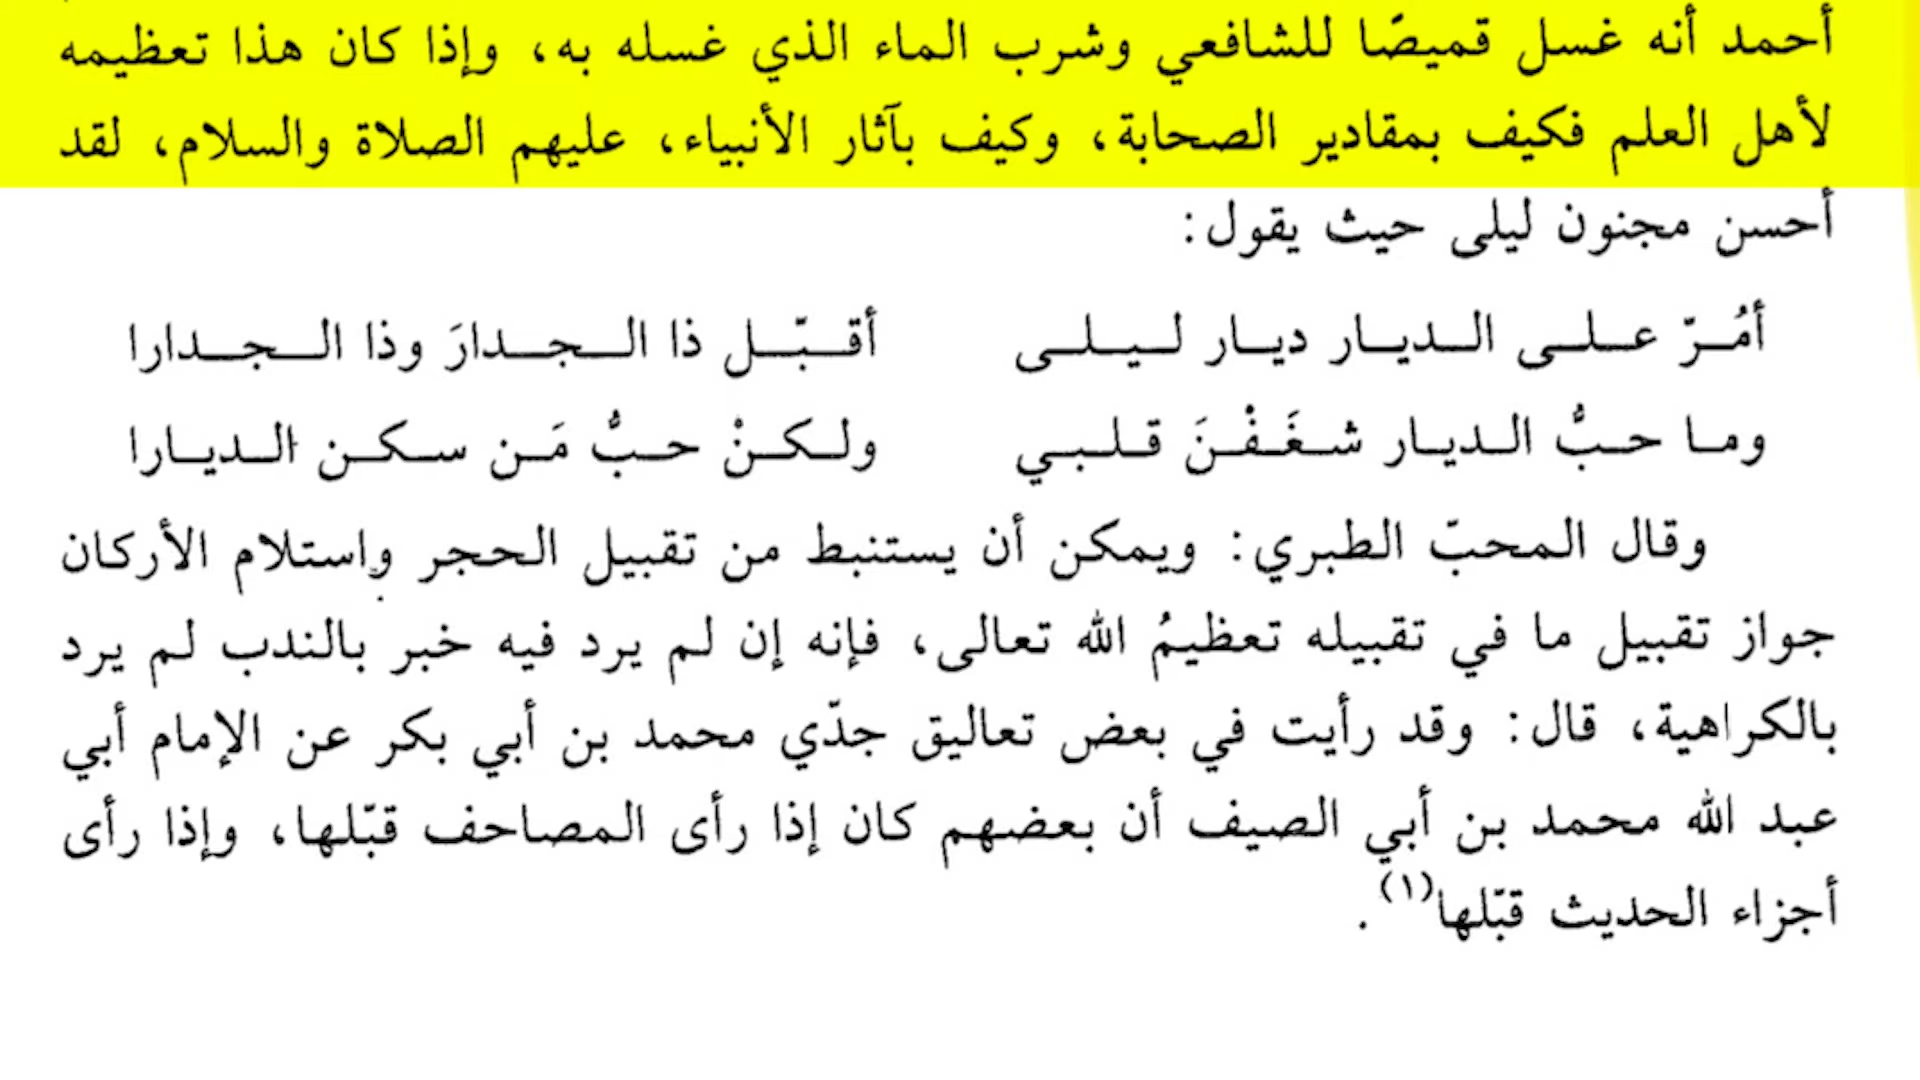 أحمد أنه غسل قميصًا للشافعي وشرب الماء الذي غسله به، وإذا كان هذا تعظيمه
لأهل العلم فكيف بمقادير الصحابة، وكيف بآثار الأنبياء، عليهم الصلاة والسلام، لقد
أحسن مجنون ليلى حيث يقول:
أمُرّ على الديار ديار ليلى أقبّل ذا الجدارَ وذا الجدارا
وما حبُّ الديار شغَفْنَ قلبي ولكنْ حبُّ مَن سكن الديارا
وقال المحبّ الطبري: ويمكن أن يستنبط من تقبيل الحجر واستلام الأركان
جواز تقبيل ما في تقبيله تعظيمُ الله تعالى، فإنه إن لم يرد فيه خبر بالندب لم يرد
بالكراهية، قال: وقد رأيت في بعض تعاليق جدّي محمد بن أبي بكر عن الإمام أبي
عبد الله محمد بن أبي الصيف أن بعضهم كان إذا رأى المصاحف قبّلها، وإذا رأى
أجزاء الحديث قبّلها(١).